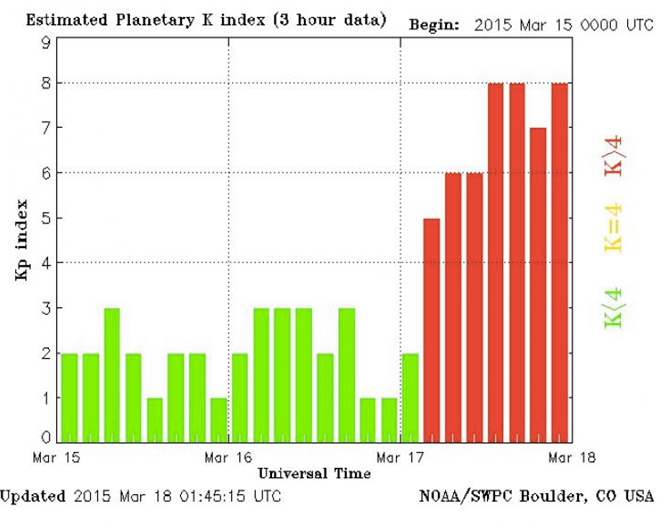 Estimated Planetary K index (3 hour data) Begin: 2015 Mar 15 0000 UTC
9
8
7
6
5
4
3
2
1
0
Kp index
K>4
K=4
K<4
Mar 15 Mar 16 Mar 17 Mar 18
Universal Time
Updated 2015 Mar 18 01:45:15 UTC NOAA/SWPC Boulder, CO USA